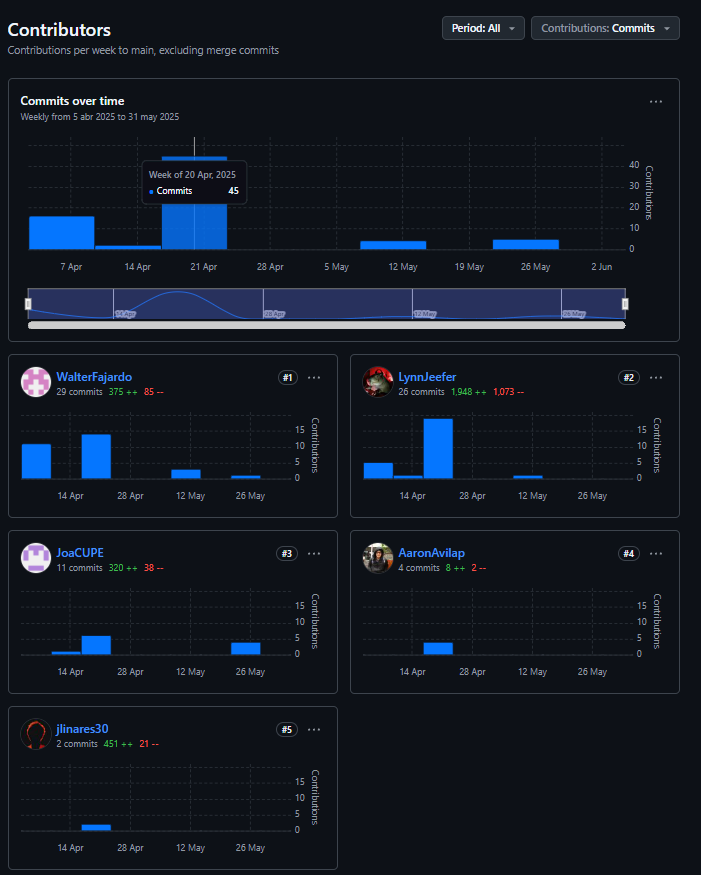 Contributors
Period: All
Contributions: Commits
Contributions per week to main, excluding merge commits
Commits over time
Weekly from 5 abr 2025 to 31 may 2025
Week of 20 Apr, 2025
Commits 45
40
30
20
10
0
Contributions
7 Apr 14 Apr 21 Apr 28 Apr 5 May 12 May 19 May 26 May 2 Jun
12 May
WalterFajardo #1
29 commits 375 ++ 85 --
15
10
5
0
Contributions
14 Apr 28 Apr 12 May 26 May
LynnJeefer #2
26 commits 1,948 ++ 1,073 --
15
10
5
0
Contributions
14 Apr 28 Apr 12 May 26 May
JoaCUPE #3
11 commits 320 ++ 38 --
15
10
5
0
Contributions
14 Apr 28 Apr 12 May 26 May
AaronAvilap #4
4 commits 8 ++ 2 --
15
10
5
0
Contributions
14 Apr 28 Apr 12 May 26 May
jlinares30 #5
2 commits 451 ++ 21 --
15
10
5
0
Contributions
14 Apr 28 Apr 12 May 26 May